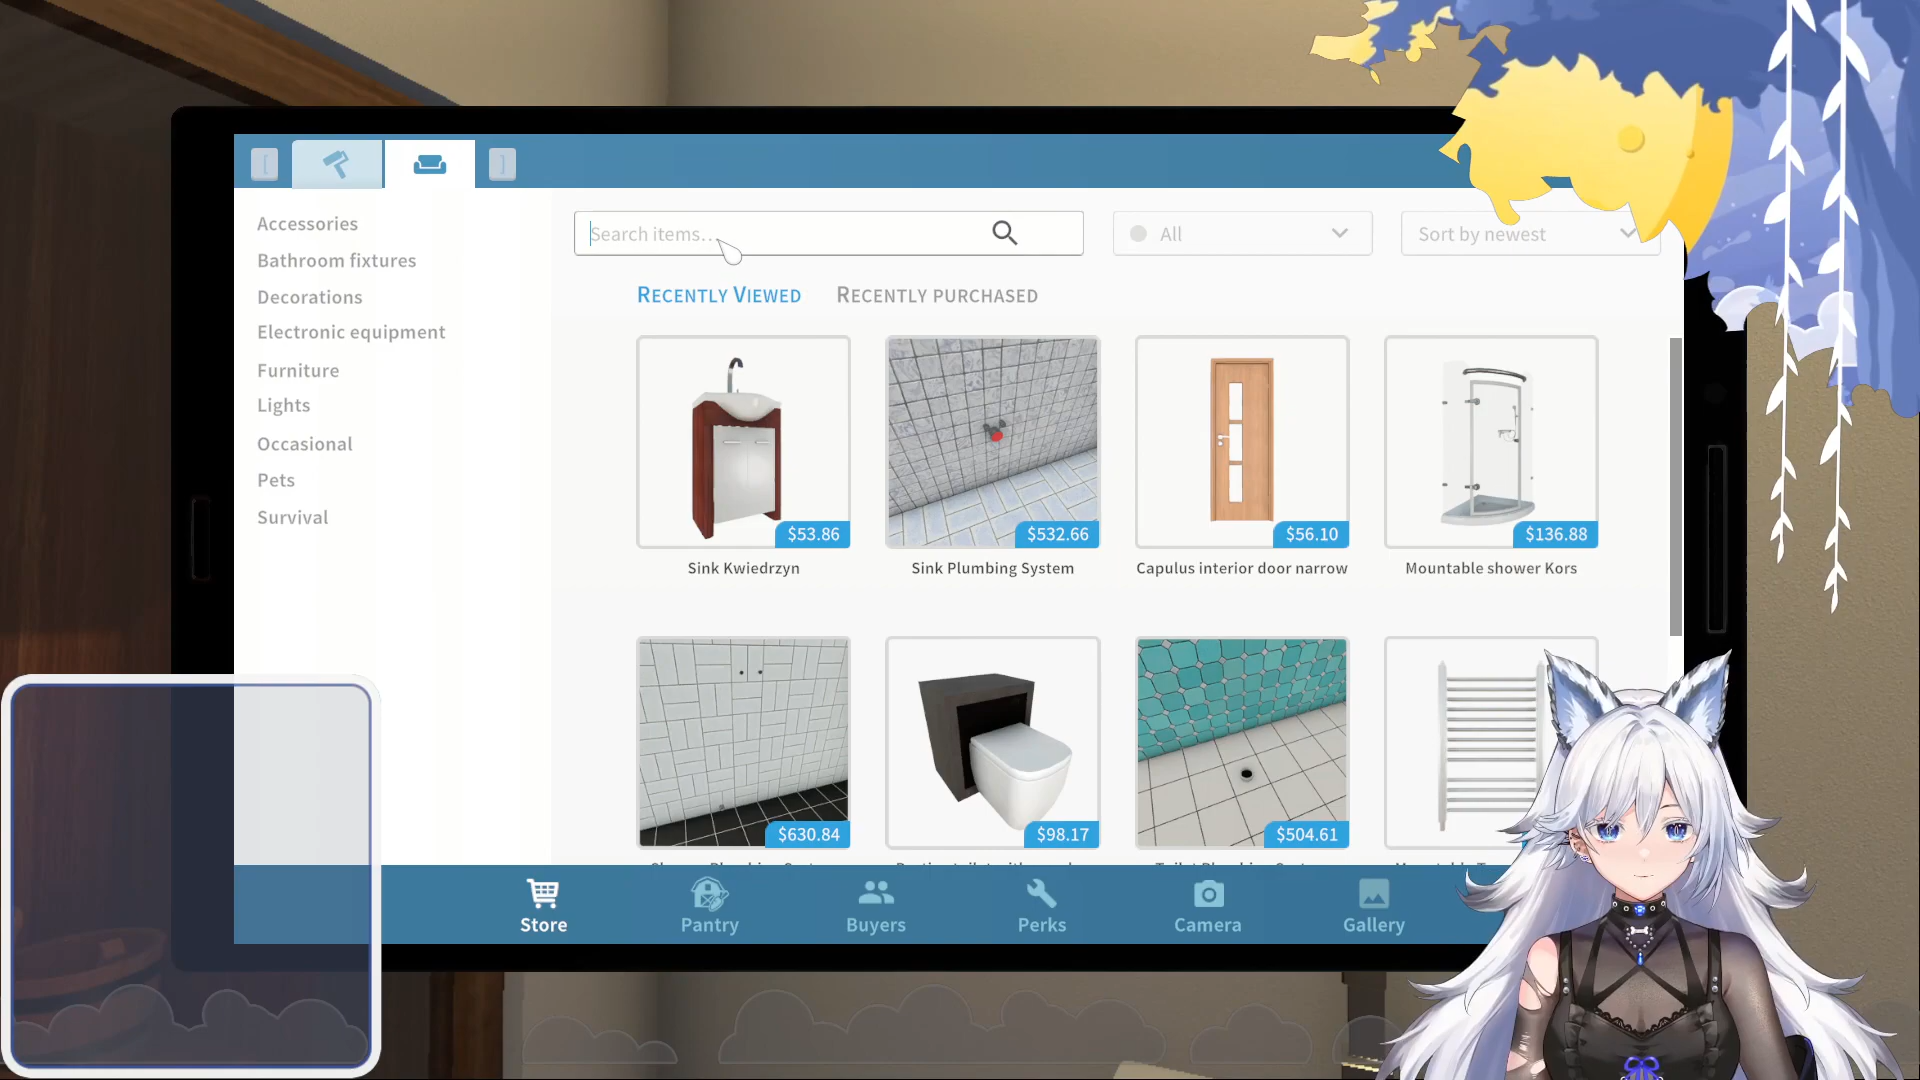 [
]
Accessories
Bathroom fixtures
Decorations
Electronic equipment
Furniture
Lights
Occasional
Pets
Survival
Search items...
All
Sort by newest
RECENTLY VIEWED
RECENTLY PURCHASED
$53.86
$532.66
$56.10
$136.88
Sink Kwiedrzyn
Sink Plumbing System
Capulus interior door narrow
Mountable shower Kors
$630.84
$98.17
$504.61
Store
Pantry
Buyers
Perks
Camera
Gallery